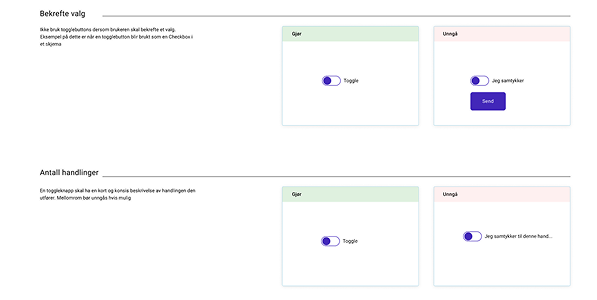 Bekrefte valg
Ikke bruk togglebuttons dersom brukeren skal bekrefte et valg.
Eksempel på dette er når en togglebutton blir brukt som en Checkbox i
et skjema
Gjør
Toggle
Unngå
Jeg samtykker
Send
Antall handlinger
En toggleknapp skal ha en kort og konsis beskrivelse av handlingen den
utfører. Mellomrom bør unngås hvis mulig
Gjør
Toggle
Unngå
Jeg samtykker til denne hand...